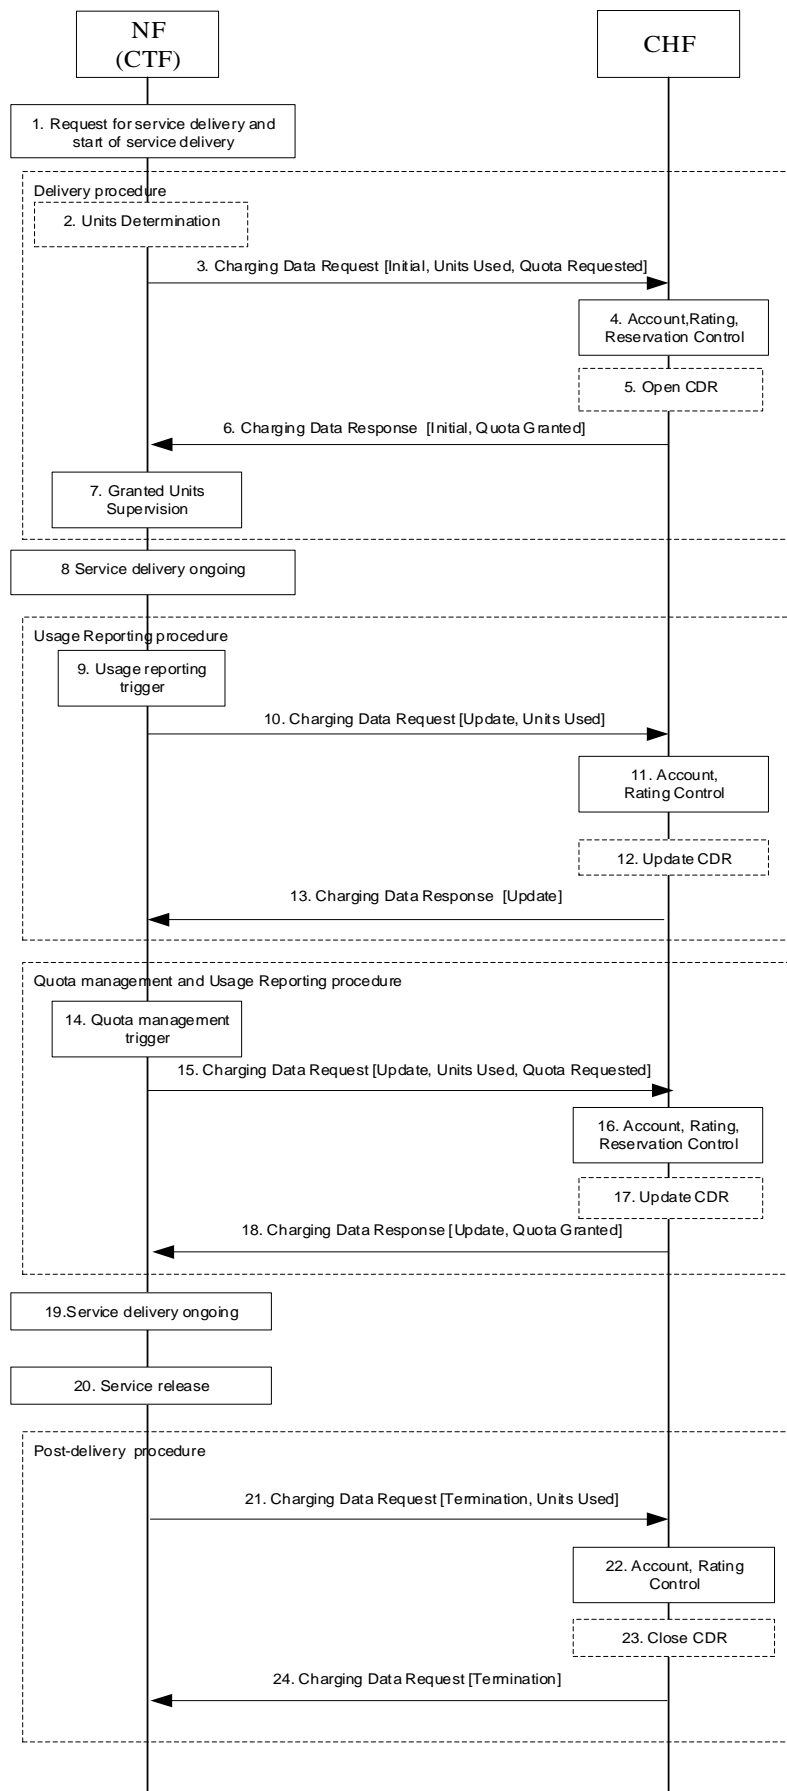 NF
(CTF)
CHF
1. Request for service delivery and
start of service delivery
Delivery procedure
2. Units Determination
3. Charging Data Request [Initial, Units Used, Quota Requested]
4. Account,Rating,
Reservation Control
5. Open CDR
6. Charging Data Response [Initial, Quota Granted]
7. Granted Units
Supervision
8 Service delivery ongoing
Usage Reporting procedure
9. Usage reporting
trigger
10. Charging Data Request [Update, Units Used]
11. Account,
Rating Control
12. Update CDR
13. Charging Data Response [Update]
Quota management and Usage Reporting procedure
14. Quota management
trigger
15. Charging Data Request [Update, Units Used, Quota Requested]
16. Account, Rating,
Reservation Control
17. Update CDR
18. Charging Data Response [Update, Quota Granted]
19.Service delivery ongoing
20. Service release
Post-delivery procedure
21. Charging Data Request [Termination, Units Used]
22. Account, Rating
Control
23. Close CDR
24. Charging Data Request [Termination]